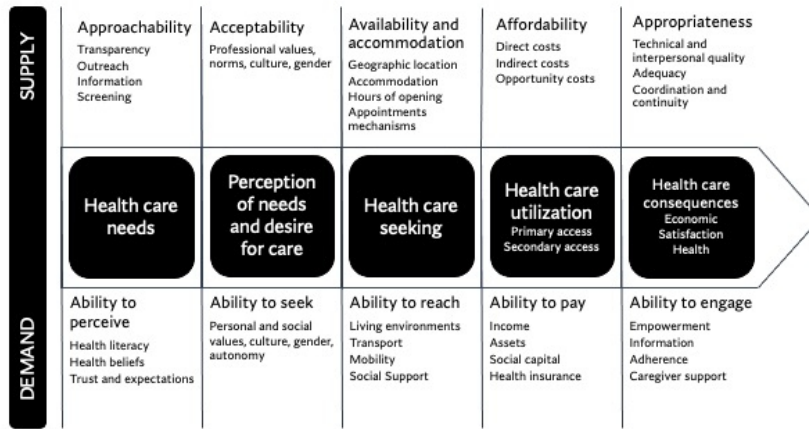 SUPPLY
Approachability
Transparency
Outreach
Information
Screening
Acceptability
Professional values,
norms, culture, gender
Availability and
accommodation
Geographic location
Accommodation
Hours of opening
Appointments
mechanisms
Affordability
Direct costs
Indirect costs
Opportunity costs
Appropriateness
Technical and
interpersonal quality
Adequacy
Coordination and
continuity
Health care
needs
Perception
of needs
and desire
for care
Health care
seeking
Health care
utilization
Primary access
Secondary access
Health care
consequences
Economic
Satisfaction
Health
DEMAND
Ability to
perceive
Health literacy
Health beliefs
Trust and expectations
Ability to seek
Personal and social
values, culture, gender,
autonomy
Ability to reach
Living environments
Transport
Mobility
Social Support
Ability to pay
Income
Assets
Social capital
Health insurance
Ability to engage
Empowerment
Information
Adherence
Caregiver support